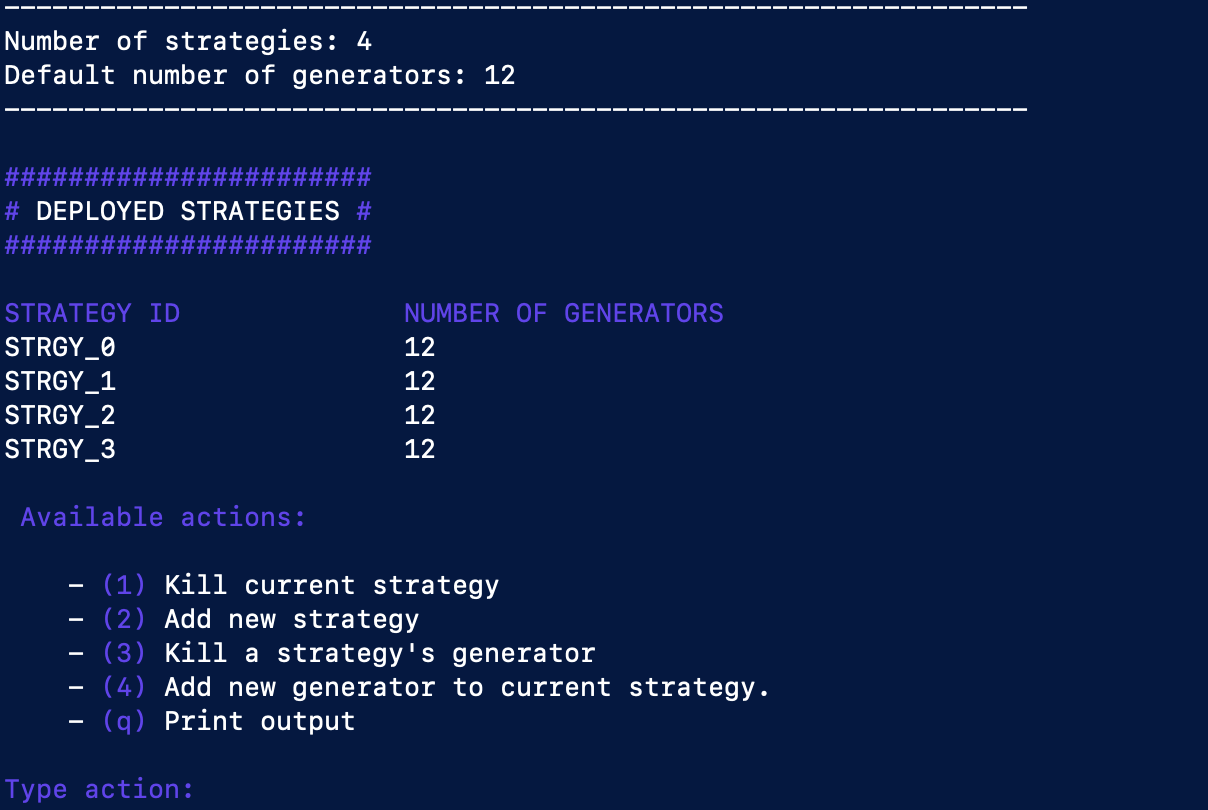 ----------------------------------------------------------------
Number of strategies: 4
Default number of generators: 12
----------------------------------------------------------------
#######################
# DEPLOYED STRATEGIES #
#######################
STRATEGY ID NUMBER OF GENERATORS
STRGY_0 12
STRGY_1 12
STRGY_2 12
STRGY_3 12
Available actions:
- (1) Kill current strategy
- (2) Add new strategy
- (3) Kill a strategy's generator
- (4) Add new generator to current strategy.
- (q) Print output
Type action: